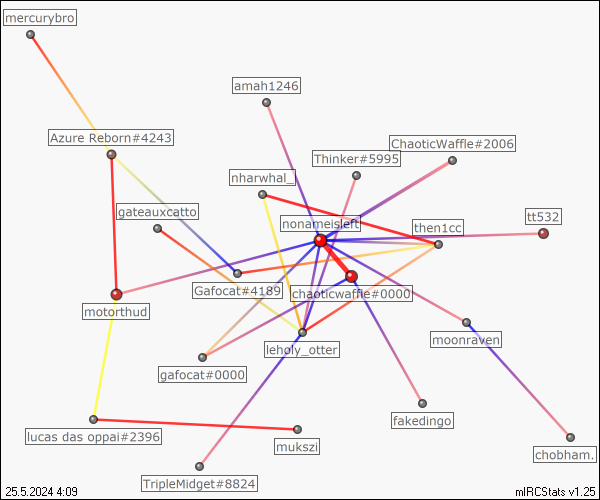 mercurybro
amah1246
Azure Reborn#4243
ChaoticWaffle#2006
Thinker#5995
nharwhal_
gateauxcatto
nonameisleft
tt532
then1cc
Gafocat#4189
chaoticwaffle#0000
motorthud
moonraven
leholy_otter
gafocat#0000
fakedingo
lucas das oppai#2396
mukszi
chobham.
TripleMidget#8824
25.5.2024 4:09
mIRCStats v1.25